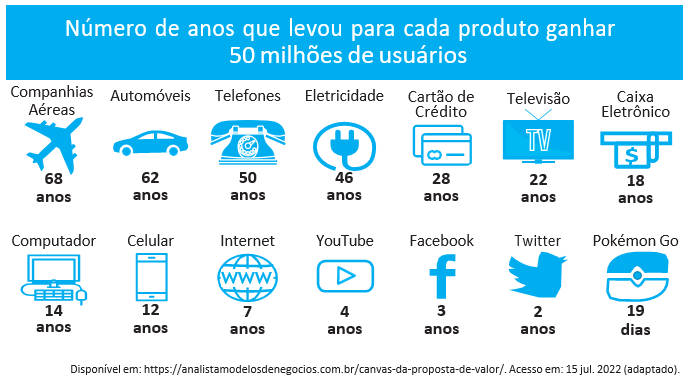 Número de anos que levou para cada produto ganhar
50 milhões de usuários
Companhias
Aéreas
68
anos
Automóveis
62
anos
Telefones
50
anos
Eletricidade
46
anos
Cartão de
Crédito
28
anos
Televisão
TV
22
anos
Caixa
Eletrônico
$
18
anos
Computador
14
anos
Celular
12
anos
Internet
WWW
7
anos
YouTube
4
anos
Facebook
f
3
anos
Twitter
2
anos
Pokémon Go
19
dias
Disponível em: https://analistamodelosdenegocios.com.br/canvas-da-proposta-de-valor/. Acesso em: 15 jul. 2022 (adaptado).